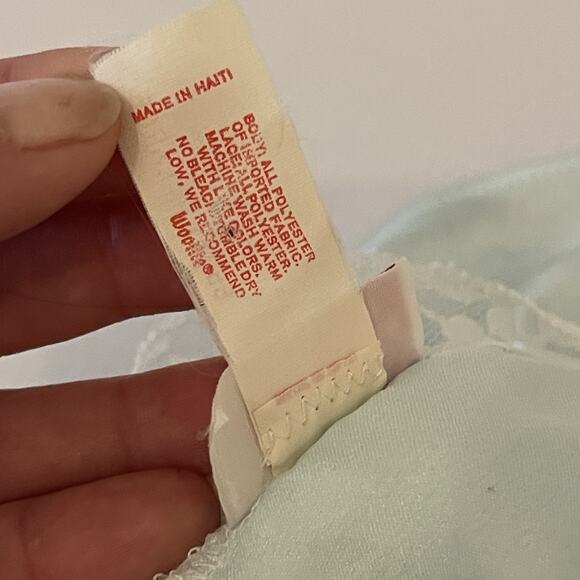 MADE IN HAITI
BODY: ALL POLYESTER
OF IMPORTED FABRIC.
LACE: ALL POLYESTER.
MACHINE WASH WARM
WITH LIKE COLORS.
NO BLEACH TUMBLE DRY
LOW, WE RECOMMEND
Woolite®